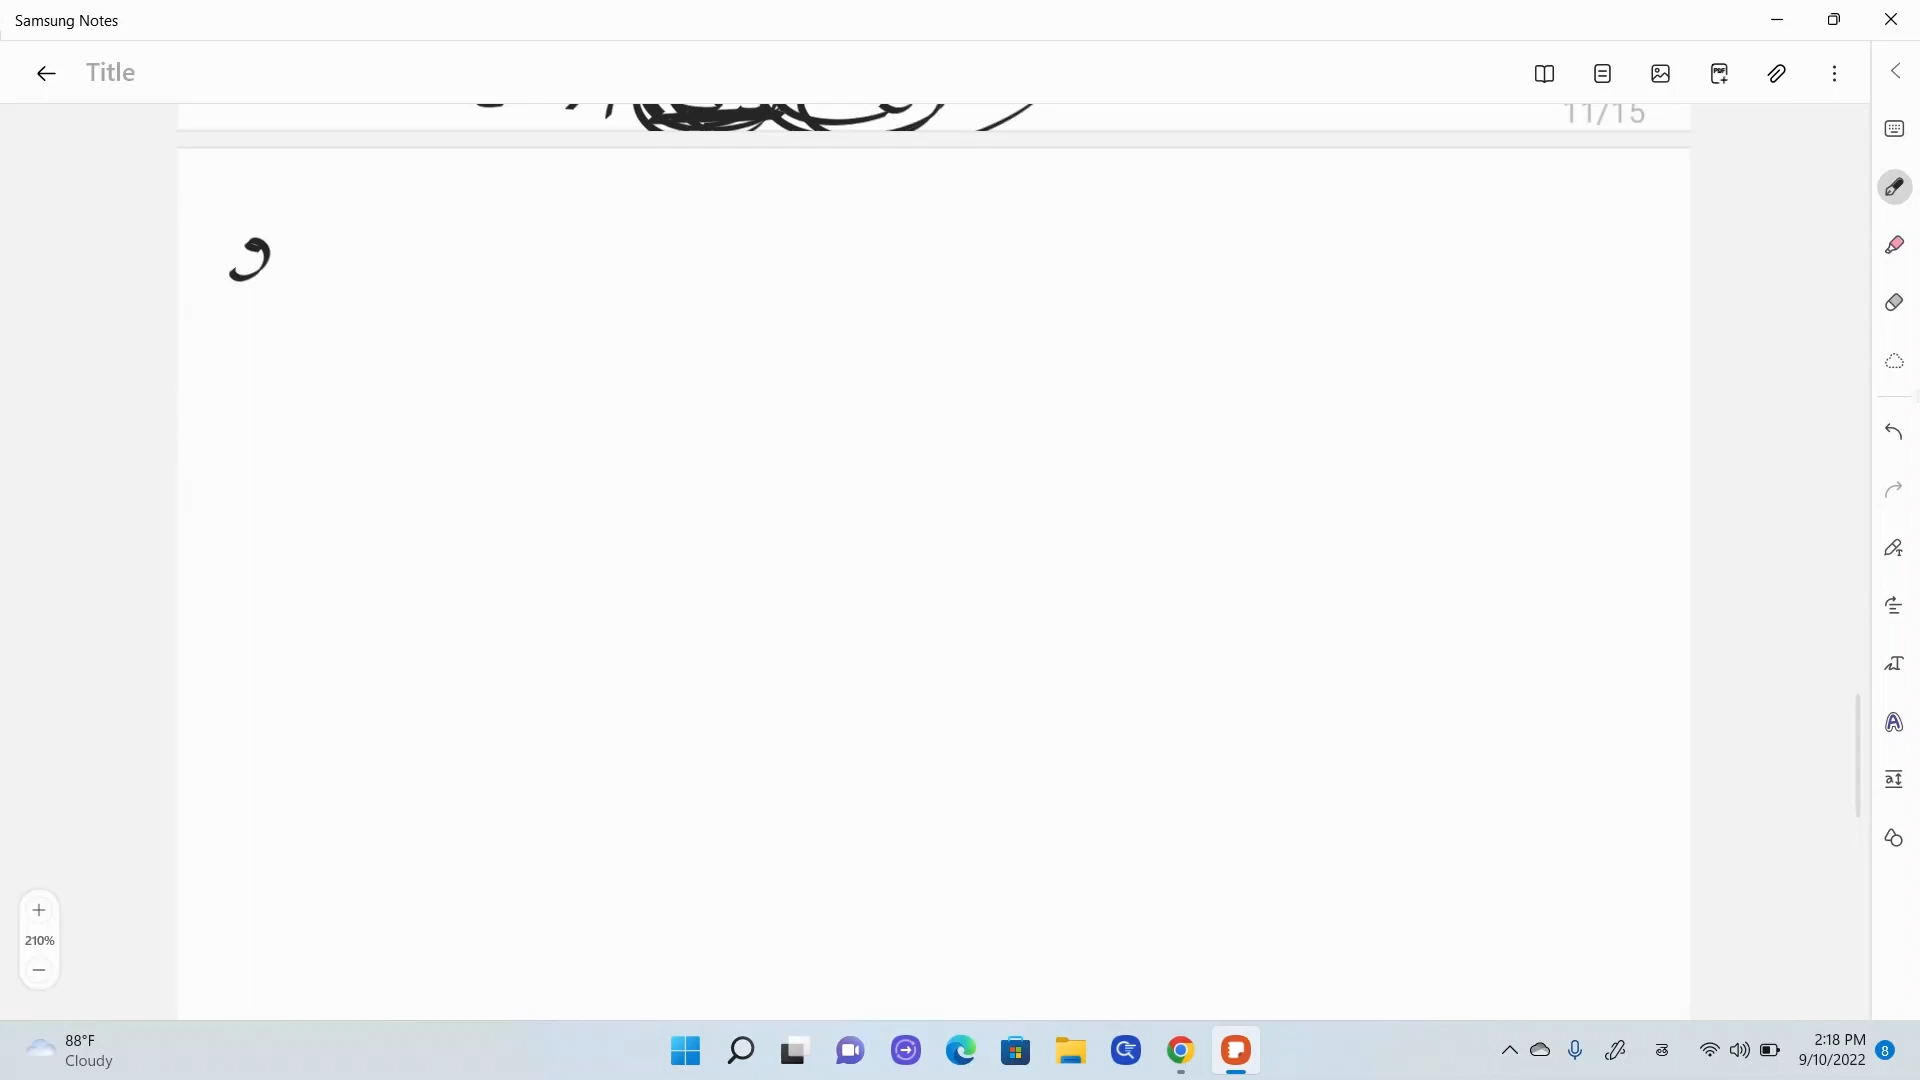 Samsung Notes
Title
11/15
210%
88°F
Cloudy
2:18 PM
9/10/2022
8